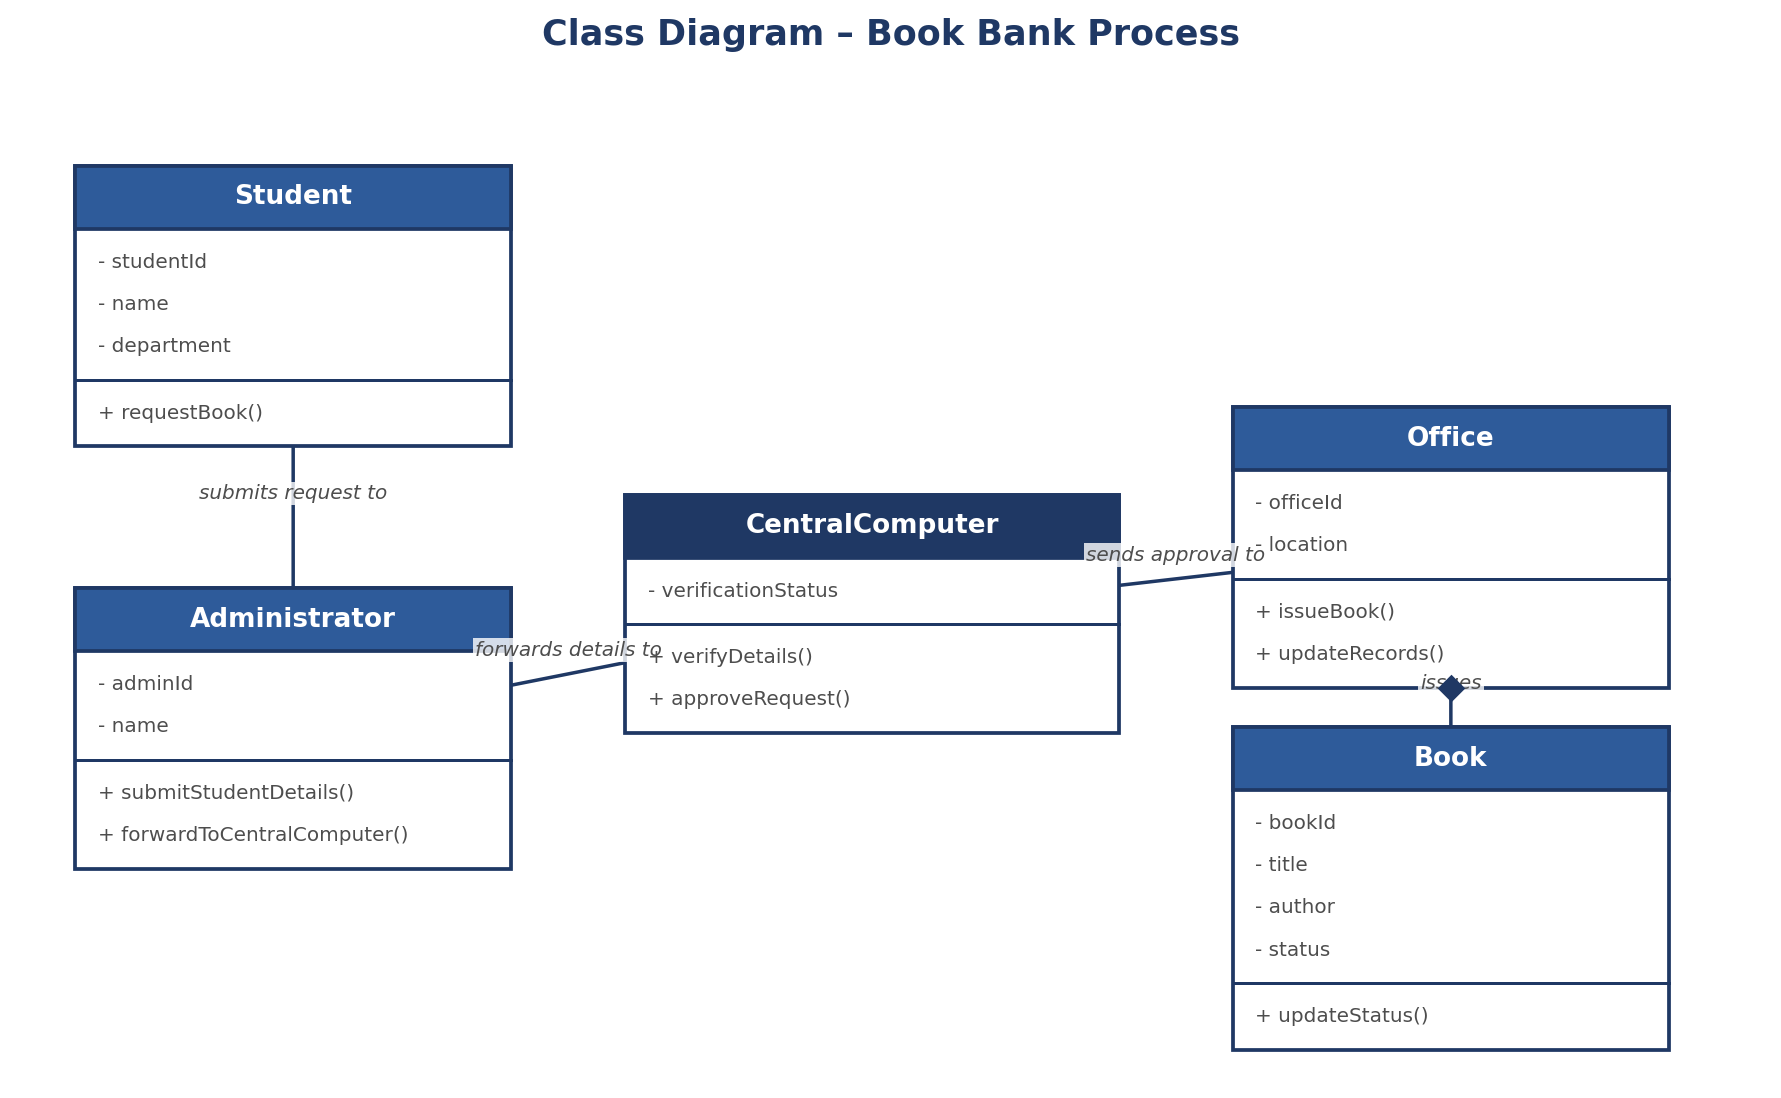 Class Diagram – Book Bank Process
Student
- studentId
- name
- department
+ requestBook()
submits request to
Administrator
- adminId
- name
+ submitStudentDetails()
+ forwardToCentralComputer()
forwards details to
CentralComputer
- verificationStatus
+ verifyDetails()
+ approveRequest()
sends approval to
Office
- officeId
- location
+ issueBook()
+ updateRecords()
issues
Book
- bookId
- title
- author
- status
+ updateStatus()